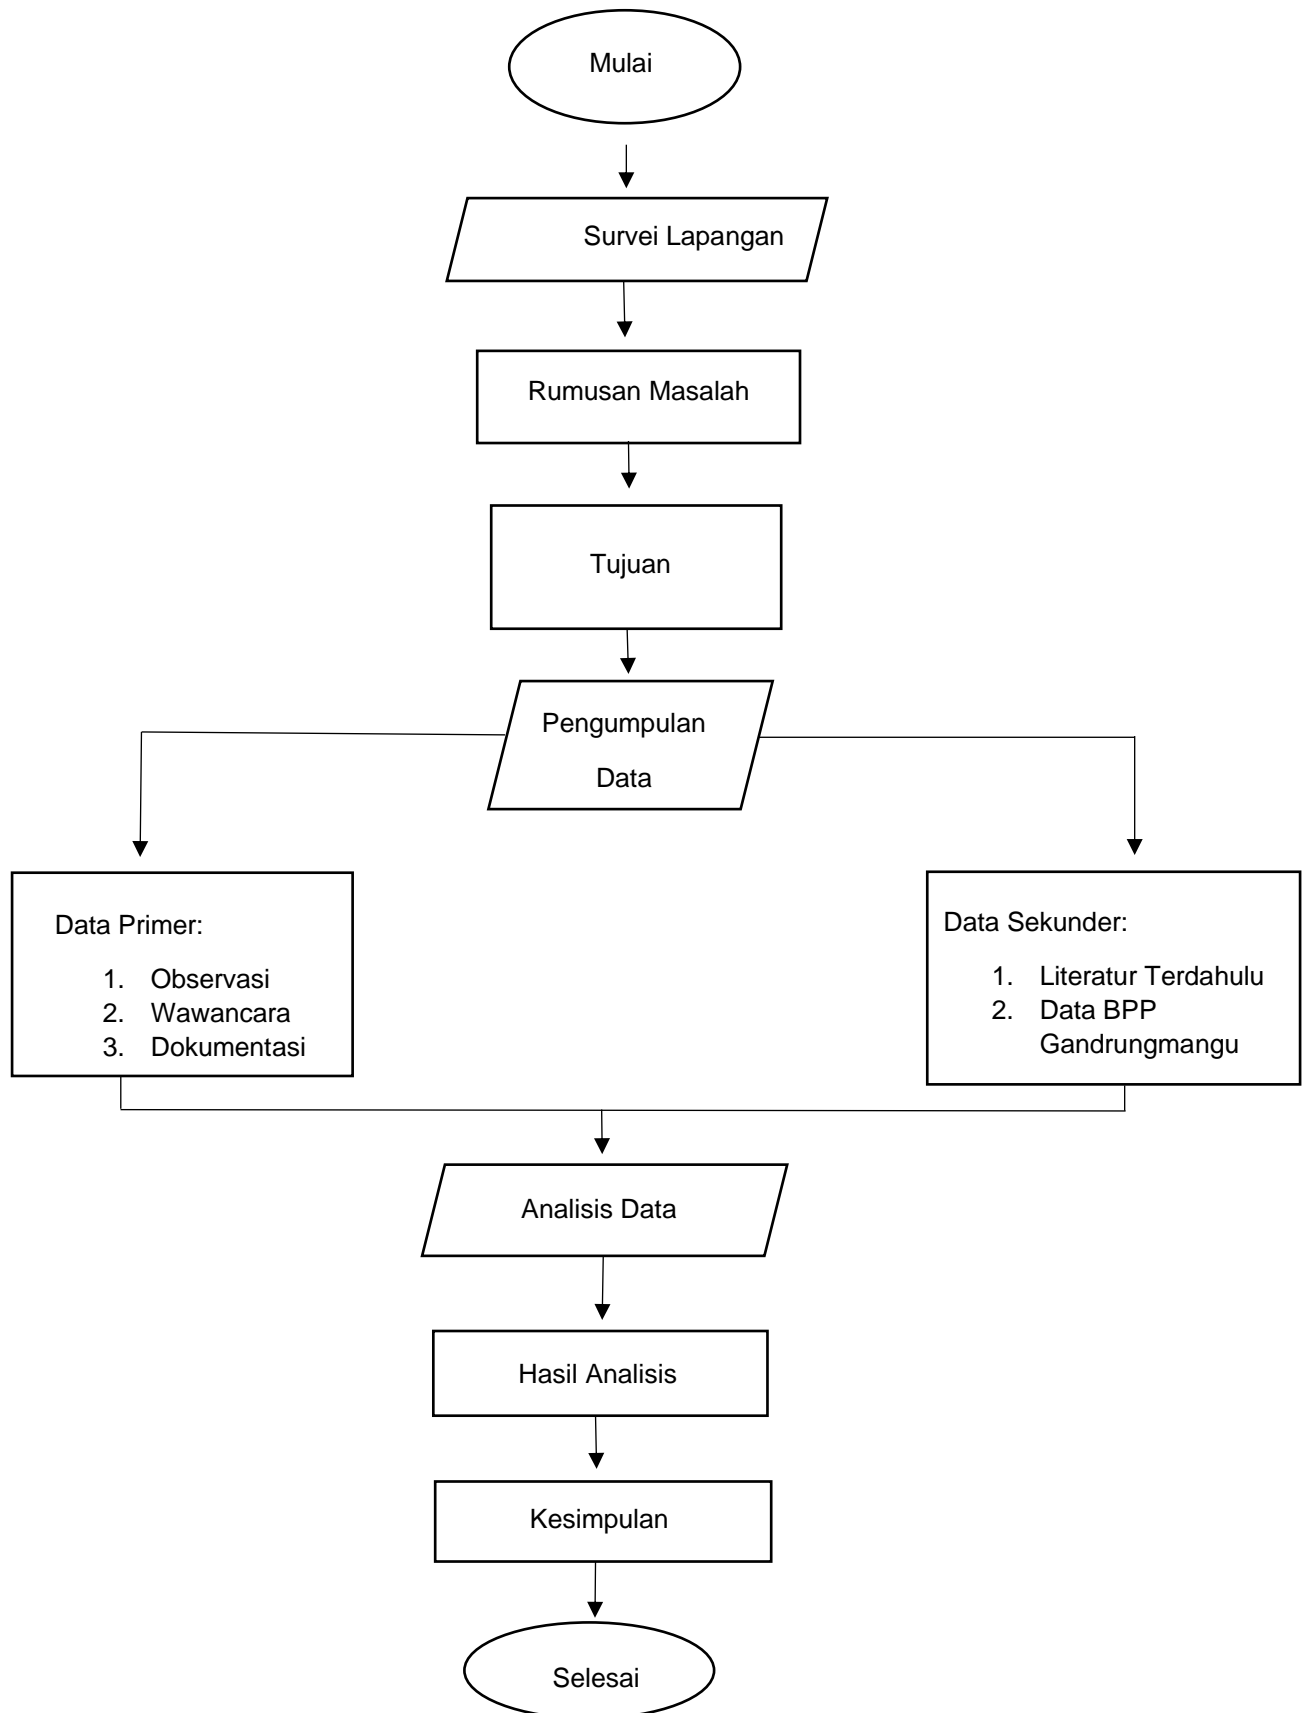 Mulai
Survei Lapangan
Rumusan Masalah
Tujuan
Pengumpulan
Data
Data Primer:
1. Observasi
2. Wawancara
3. Dokumentasi
Data Sekunder:
1. Literatur Terdahulu
2. Data BPP
Gandrungmangu
Analisis Data
Hasil Analisis
Kesimpulan
Selesai